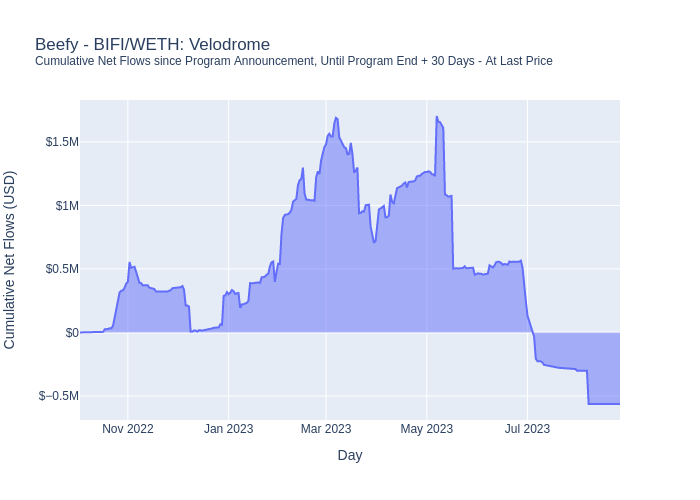 Beefy - BIFI/WETH: Velodrome
Cumulative Net Flows since Program Announcement, Until Program End + 30 Days - At Last Price
Cumulative Net Flows (USD)
$1.5M
$1M
$0.5M
$0
$−0.5M
Nov 2022
Jan 2023
Mar 2023
May 2023
Jul 2023
Day